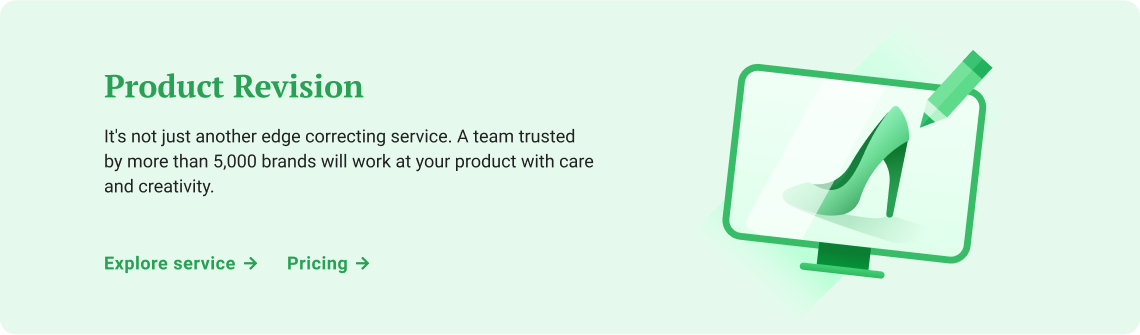 Product Revision
It's not just another edge correcting service. A team trusted
by more than 5,000 brands will work at your product with care
and creativity.
Explore service → Pricing →